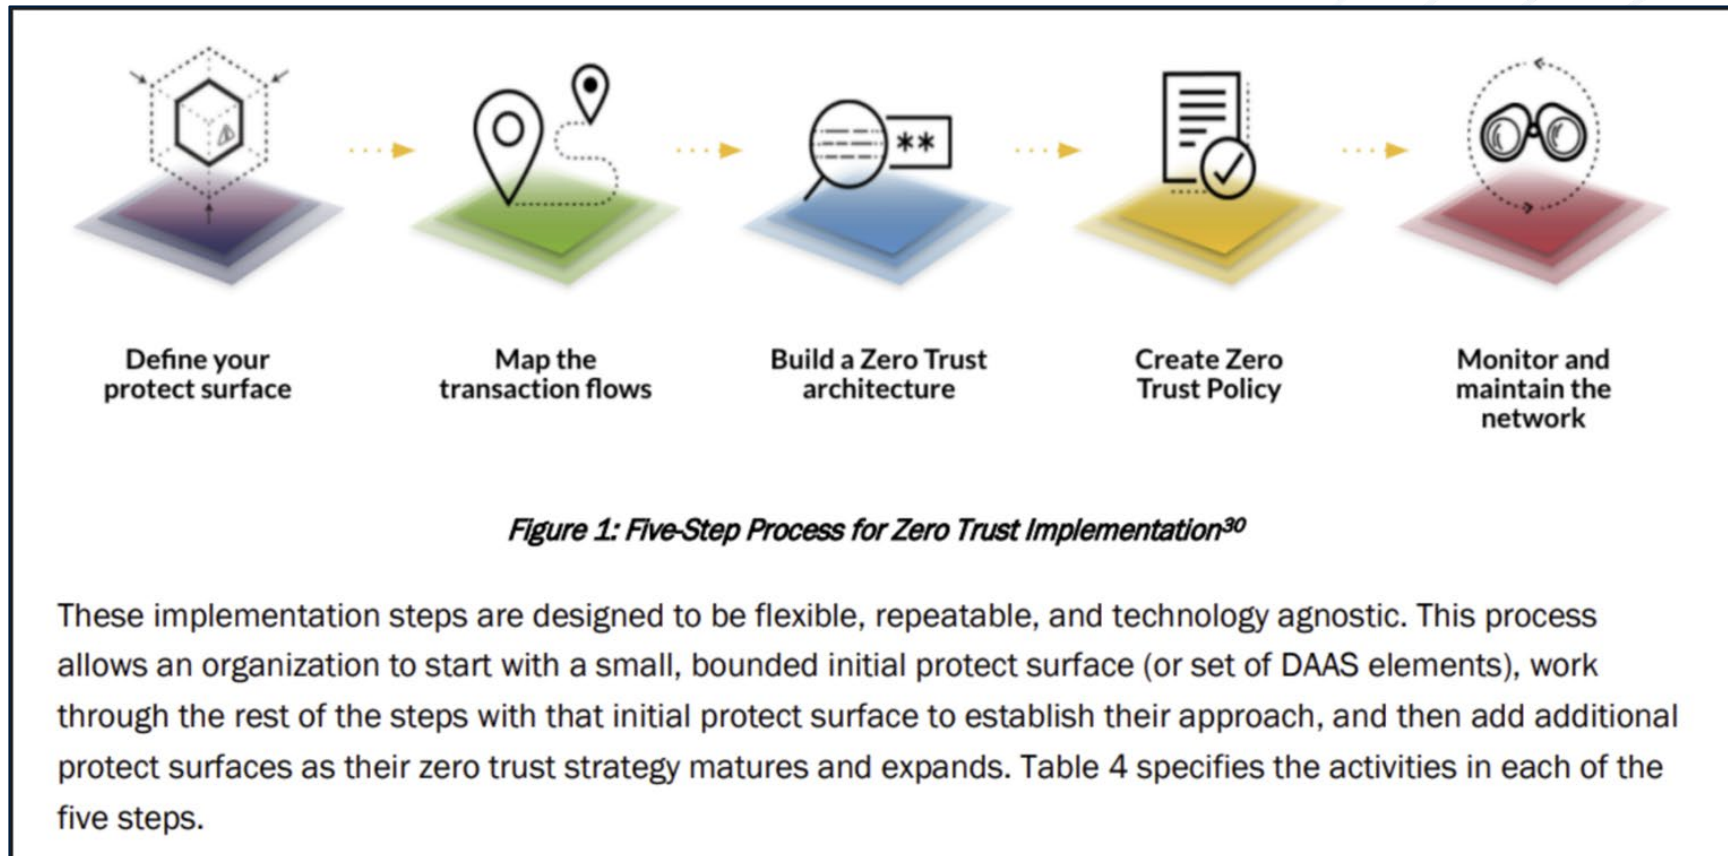 **
Define your
protect surface
Map the
transaction flows
Build a Zero Trust
architecture
Create Zero
Trust Policy
Monitor and
maintain the
network
Figure 1: Five-Step Process for Zero Trust Implementation³⁰
These implementation steps are designed to be flexible, repeatable, and technology agnostic. This process
allows an organization to start with a small, bounded initial protect surface (or set of DAAS elements), work
through the rest of the steps with that initial protect surface to establish their approach, and then add additional
protect surfaces as their zero trust strategy matures and expands. Table 4 specifies the activities in each of the
five steps.